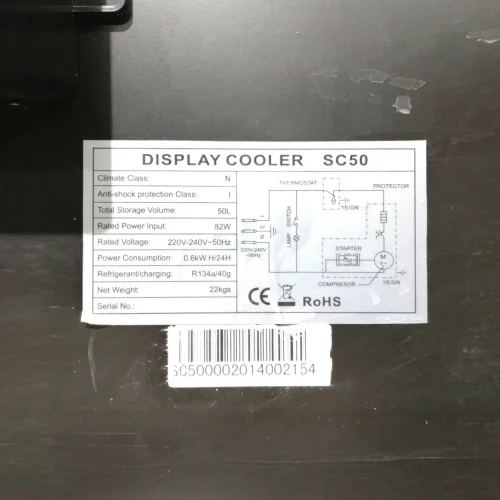 DISPLAY COOLER SC50
Climate Class: N
Anti-shock protection Class: I
Total Storage Volume: 50L
Rated Power Input: 82W
Rated Voltage: 220V-240V~50Hz
Power Consumption: 0.6kW.H/24H
Refrigerant/charging: R134a/40g
Net Weight: 22kgs
Serial No.:
THERMOSTAT
PROTECTOR
YE/GN
L
E
N
220V-240V
~50Hz
LAMP SWITCH
STARTER
M
1~
COMPRESOR
YE/GN
CE
RoHS
SC500002014002154